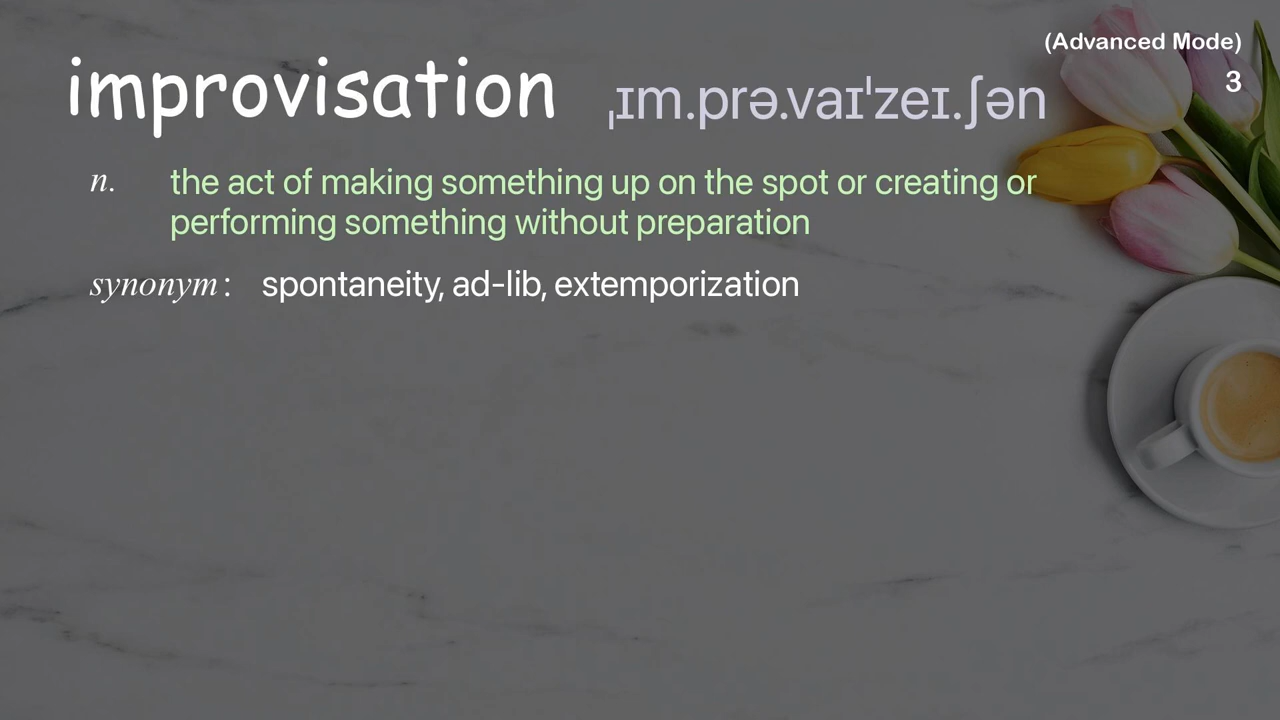 (Advanced Mode)
improvisation ˌɪm.prə.vaɪˈzeɪ.ʃən
3
n. the act of making something up on the spot or creating or
performing something without preparation
synonym: spontaneity, ad-lib, extemporization